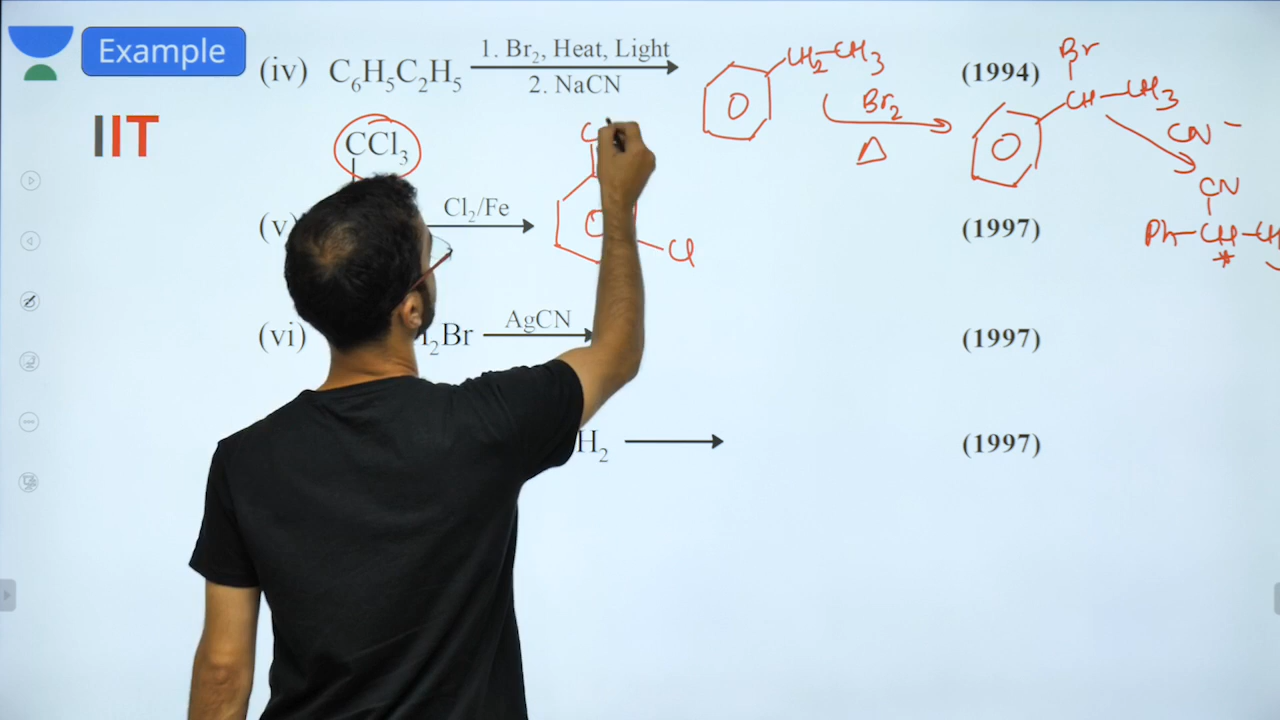 Example
IIT
(iv) C₆H₅C₂H₅ 1. Br₂, Heat, Light 2. NaCN (1994)
CH₂-CH₃
Br₂
Δ
Br
CH-CH₃
CN⁻
CN
Ph-CH-
*
CCl₃
(v) Cl₂/Fe (1997)
C
Cl
(vi) ₂Br AgCN (1997)
H₂ (1997)